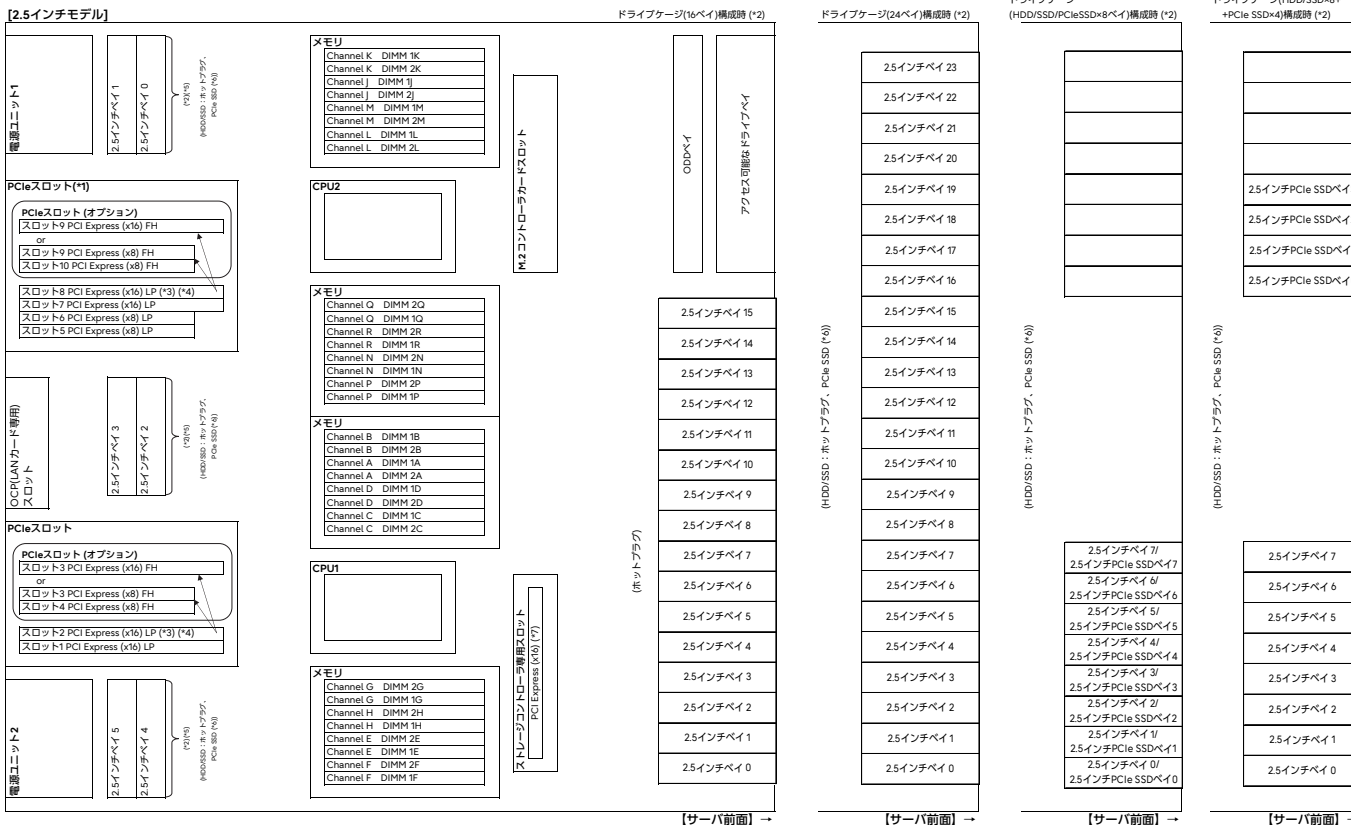 [2.5インチモデル]
電源ユニット1
2.5インチベイ 1
2.5インチベイ 0
(*2)(*5)
(HDD/SSD：ホットプラグ、
PCIe SSD (*6))
PCIeスロット(*1)
PCIeスロット (オプション)
スロット9 PCI Express (x16) FH
or
スロット9 PCI Express (x8) FH
スロット10 PCI Express (x8) FH
スロット8 PCI Express (x16) LP (*3) (*4)
スロット7 PCI Express (x16) LP
スロット6 PCI Express (x8) LP
スロット5 PCI Express (x8) LP
OCP(LANカード専用)
スロット
2.5インチベイ 3
2.5インチベイ 2
(*2)(*5)
(HDD/SSD：ホットプラグ、
PCIe SSD (*6))
PCIeスロット
PCIeスロット (オプション)
スロット3 PCI Express (x16) FH
or
スロット3 PCI Express (x8) FH
スロット4 PCI Express (x8) FH
スロット2 PCI Express (x16) LP (*3) (*4)
スロット1 PCI Express (x16) LP
電源ユニット2
2.5インチベイ 5
2.5インチベイ 4
(*2)(*5)
(HDD/SSD：ホットプラグ、
PCIe SSD (*6))
メモリ
Channel K DIMM 1K
Channel K DIMM 2K
Channel J DIMM 1J
Channel J DIMM 2J
Channel M DIMM 1M
Channel M DIMM 2M
Channel L DIMM 1L
Channel L DIMM 2L
CPU2
メモリ
Channel Q DIMM 2Q
Channel Q DIMM 1Q
Channel R DIMM 2R
Channel R DIMM 1R
Channel N DIMM 2N
Channel N DIMM 1N
Channel P DIMM 2P
Channel P DIMM 1P
メモリ
Channel B DIMM 1B
Channel B DIMM 2B
Channel A DIMM 1A
Channel A DIMM 2A
Channel D DIMM 1D
Channel D DIMM 2D
Channel C DIMM 1C
Channel C DIMM 2C
CPU1
メモリ
Channel G DIMM 2G
Channel G DIMM 1G
Channel H DIMM 2H
Channel H DIMM 1H
Channel E DIMM 2E
Channel E DIMM 1E
Channel F DIMM 2F
Channel F DIMM 1F
M.2 コントローラカードスロット
ストレージコントローラ専用スロット
PCI Express (x16) (*7)
ドライブケージ(16ベイ)構成時 (*2)
ODDベイ
アクセス可能なドライブベイ
(ホットプラグ)
2.5インチベイ 15
2.5インチベイ 14
2.5インチベイ 13
2.5インチベイ 12
2.5インチベイ 11
2.5インチベイ 10
2.5インチベイ 9
2.5インチベイ 8
2.5インチベイ 7
2.5インチベイ 6
2.5インチベイ 5
2.5インチベイ 4
2.5インチベイ 3
2.5インチベイ 2
2.5インチベイ 1
2.5インチベイ 0
【サーバ前面】→
ドライブケージ(24ベイ)構成時 (*2)
(HDD/SSD：ホットプラグ、PCIe SSD (*6))
2.5インチベイ 23
2.5インチベイ 22
2.5インチベイ 21
2.5インチベイ 20
2.5インチベイ 19
2.5インチベイ 18
2.5インチベイ 17
2.5インチベイ 16
2.5インチベイ 15
2.5インチベイ 14
2.5インチベイ 13
2.5インチベイ 12
2.5インチベイ 11
2.5インチベイ 10
2.5インチベイ 9
2.5インチベイ 8
2.5インチベイ 7
2.5インチベイ 6
2.5インチベイ 5
2.5インチベイ 4
2.5インチベイ 3
2.5インチベイ 2
2.5インチベイ 1
2.5インチベイ 0
【サーバ前面】→
(HDD/SSD/PCIeSSD×8ベイ)構成時 (*2)
(HDD/SSD：ホットプラグ、PCIe SSD (*6))
2.5インチベイ 7/
2.5インチPCIe SSDベイ7
2.5インチベイ 6/
2.5インチPCIe SSDベイ6
2.5インチベイ 5/
2.5インチPCIe SSDベイ5
2.5インチベイ 4/
2.5インチPCIe SSDベイ4
2.5インチベイ 3/
2.5インチPCIe SSDベイ3
2.5インチベイ 2/
2.5インチPCIe SSDベイ2
2.5インチベイ 1/
2.5インチPCIe SSDベイ1
2.5インチベイ 0/
2.5インチPCIe SSDベイ0
【サーバ前面】→
+PCIe SSD×4)構成時 (*2)
(HDD/SSD：ホットプラグ、PCIe SSD (*6))
2.5インチPCIe SSDベイ
2.5インチPCIe SSDベイ
2.5インチPCIe SSDベイ
2.5インチPCIe SSDベイ
2.5インチベイ 7
2.5インチベイ 6
2.5インチベイ 5
2.5インチベイ 4
2.5インチベイ 3
2.5インチベイ 2
2.5インチベイ 1
2.5インチベイ 0
【サーバ前面】→